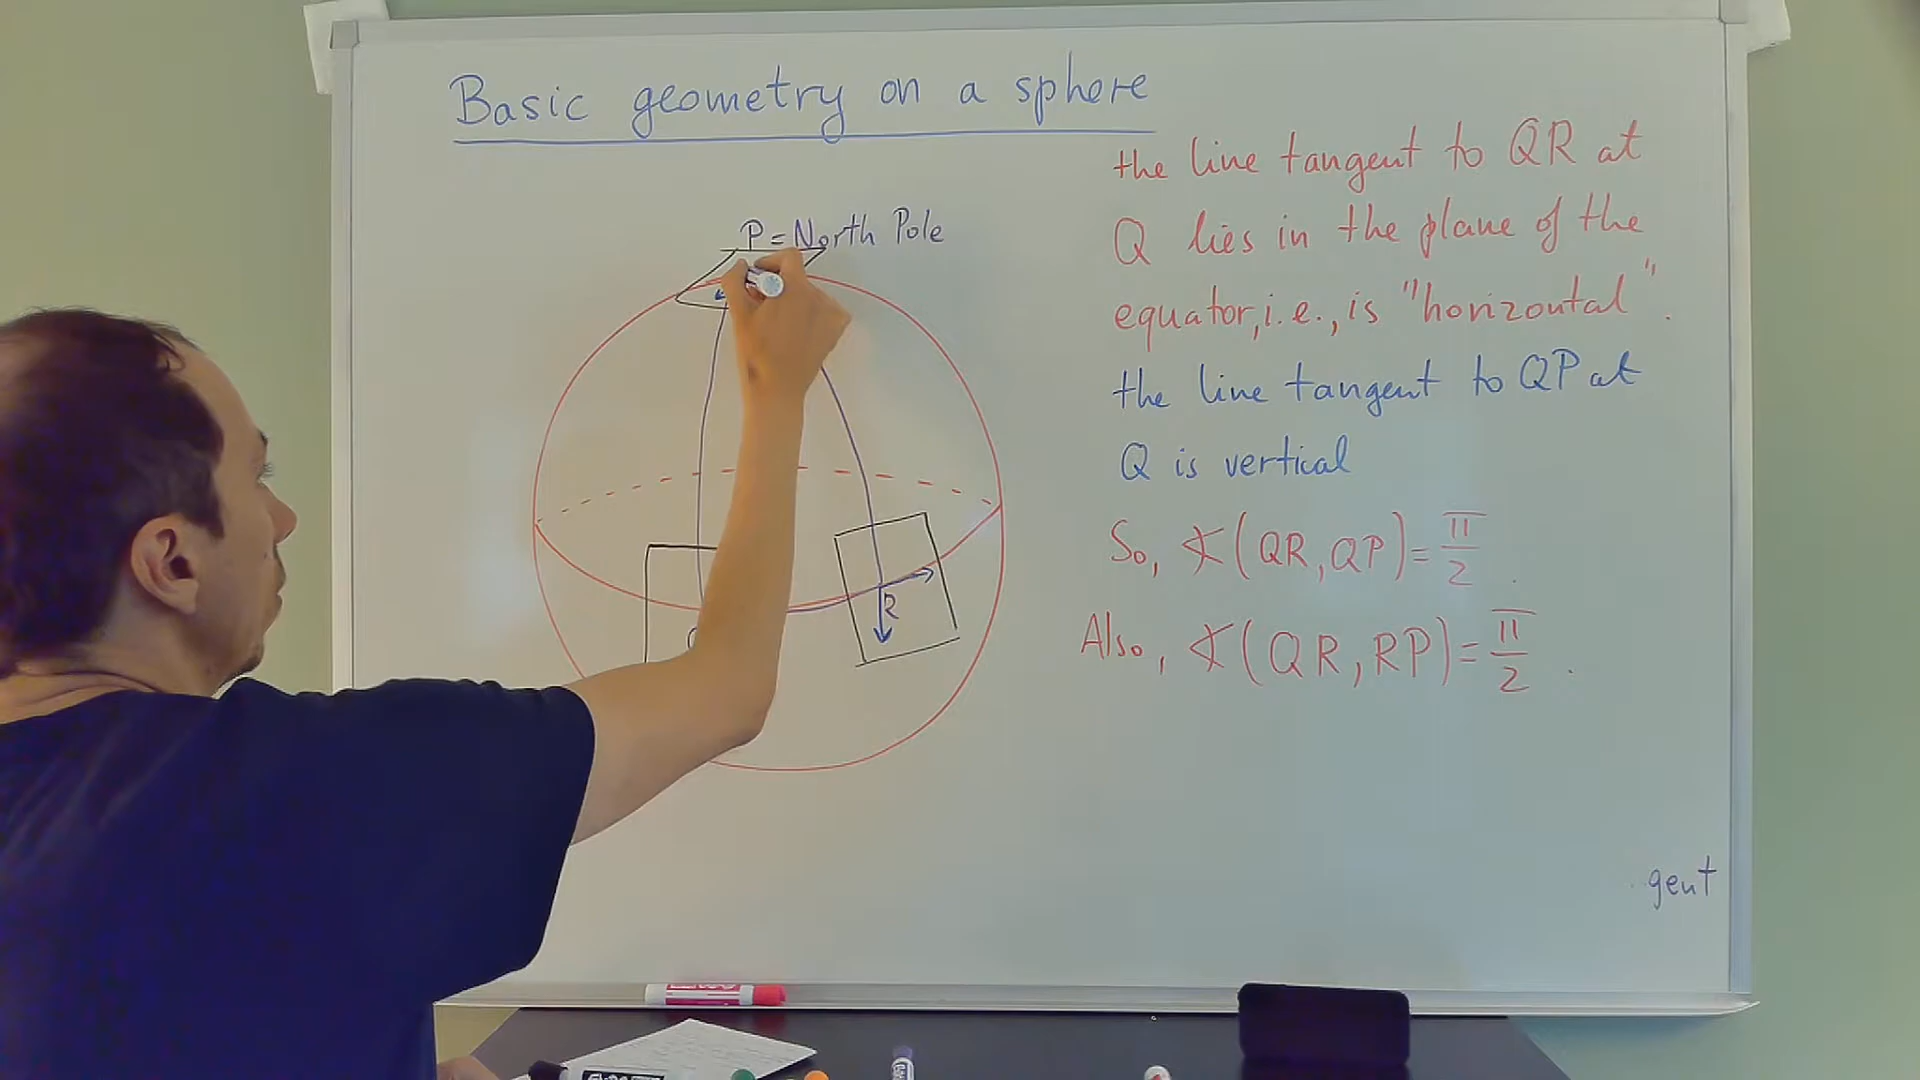 Basic geometry on a sphere
P = North Pole
R
the line tangent to QR at
Q lies in the plane of the
equator, i.e., is "horizontal".
the line tangent to QP at
Q is vertical
So, ∢(QR, QP) = π/2.
Also, ∢(QR, RP) = π/2.
gent